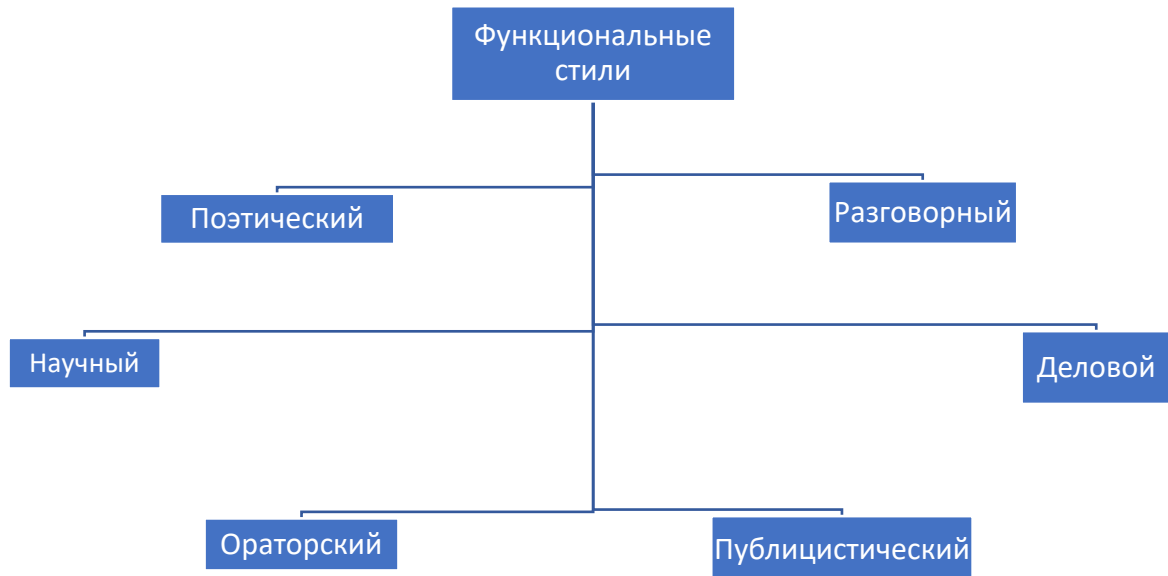 Функциональные
стили
Поэтический
Разговорный
Научный
Деловой
Ораторский
Публицистический